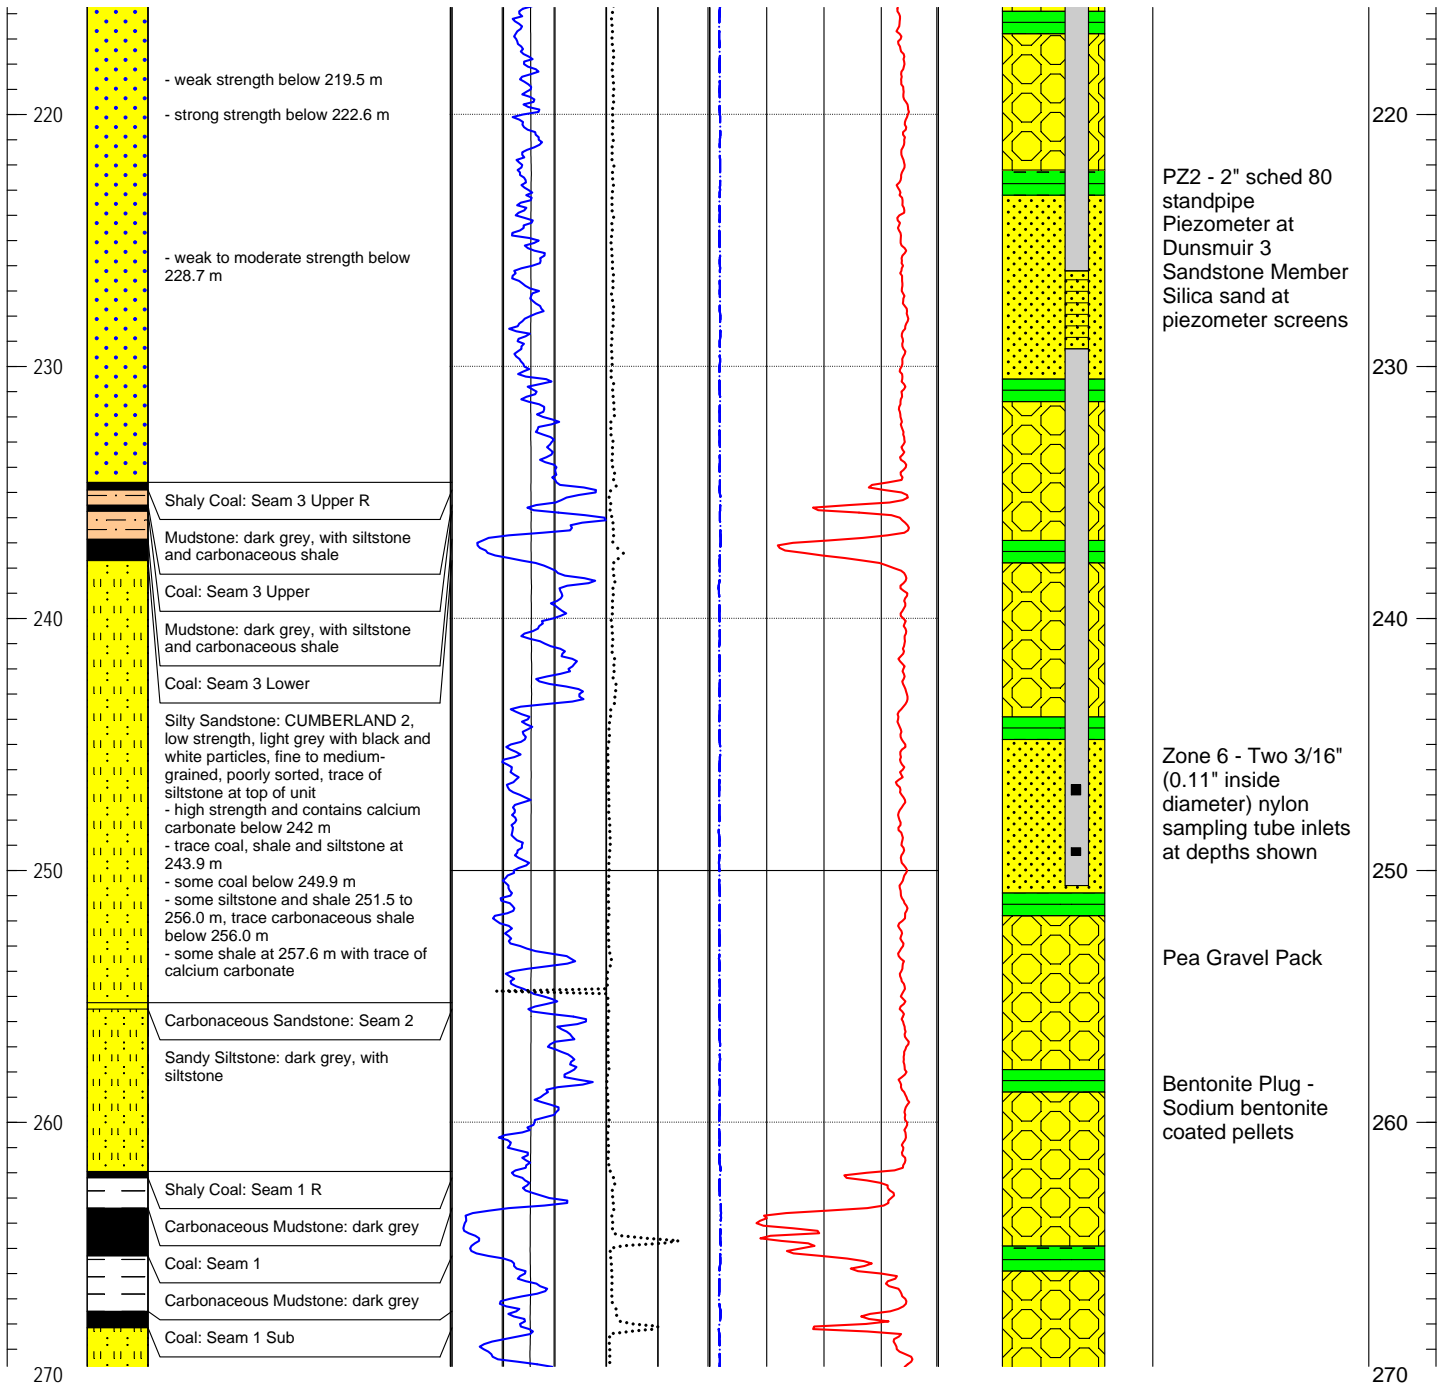 - weak strength below 219.5 m
220
- strong strength below 222.6 m
220
PZ2 - 2" sched 80
standpipe
Piezometer at
Dunsmuir 3
Sandstone Member
Silica sand at
piezometer screens
- weak to moderate strength below
228.7 m
230
230
Shaly Coal: Seam 3 Upper R
Mudstone: dark grey, with siltstone
and carbonaceous shale
Coal: Seam 3 Upper
240
240
Mudstone: dark grey, with siltstone
and carbonaceous shale
Coal: Seam 3 Lower
Silty Sandstone: CUMBERLAND 2,
low strength, light grey with black and
white particles, fine to medium-
grained, poorly sorted, trace of
siltstone at top of unit
- high strength and contains calcium
carbonate below 242 m
- trace coal, shale and siltstone at
243.9 m
- some coal below 249.9 m
- some siltstone and shale 251.5 to
256.0 m, trace carbonaceous shale
below 256.0 m
- some shale at 257.6 m with trace of
calcium carbonate
Zone 6 - Two 3/16"
(0.11" inside
diameter) nylon
sampling tube inlets
at depths shown
250
250
Pea Gravel Pack
Carbonaceous Sandstone: Seam 2
Sandy Siltstone: dark grey, with
siltstone
Bentonite Plug -
Sodium bentonite
coated pellets
260
260
Shaly Coal: Seam 1 R
Carbonaceous Mudstone: dark grey
Coal: Seam 1
Carbonaceous Mudstone: dark grey
Coal: Seam 1 Sub
270
270